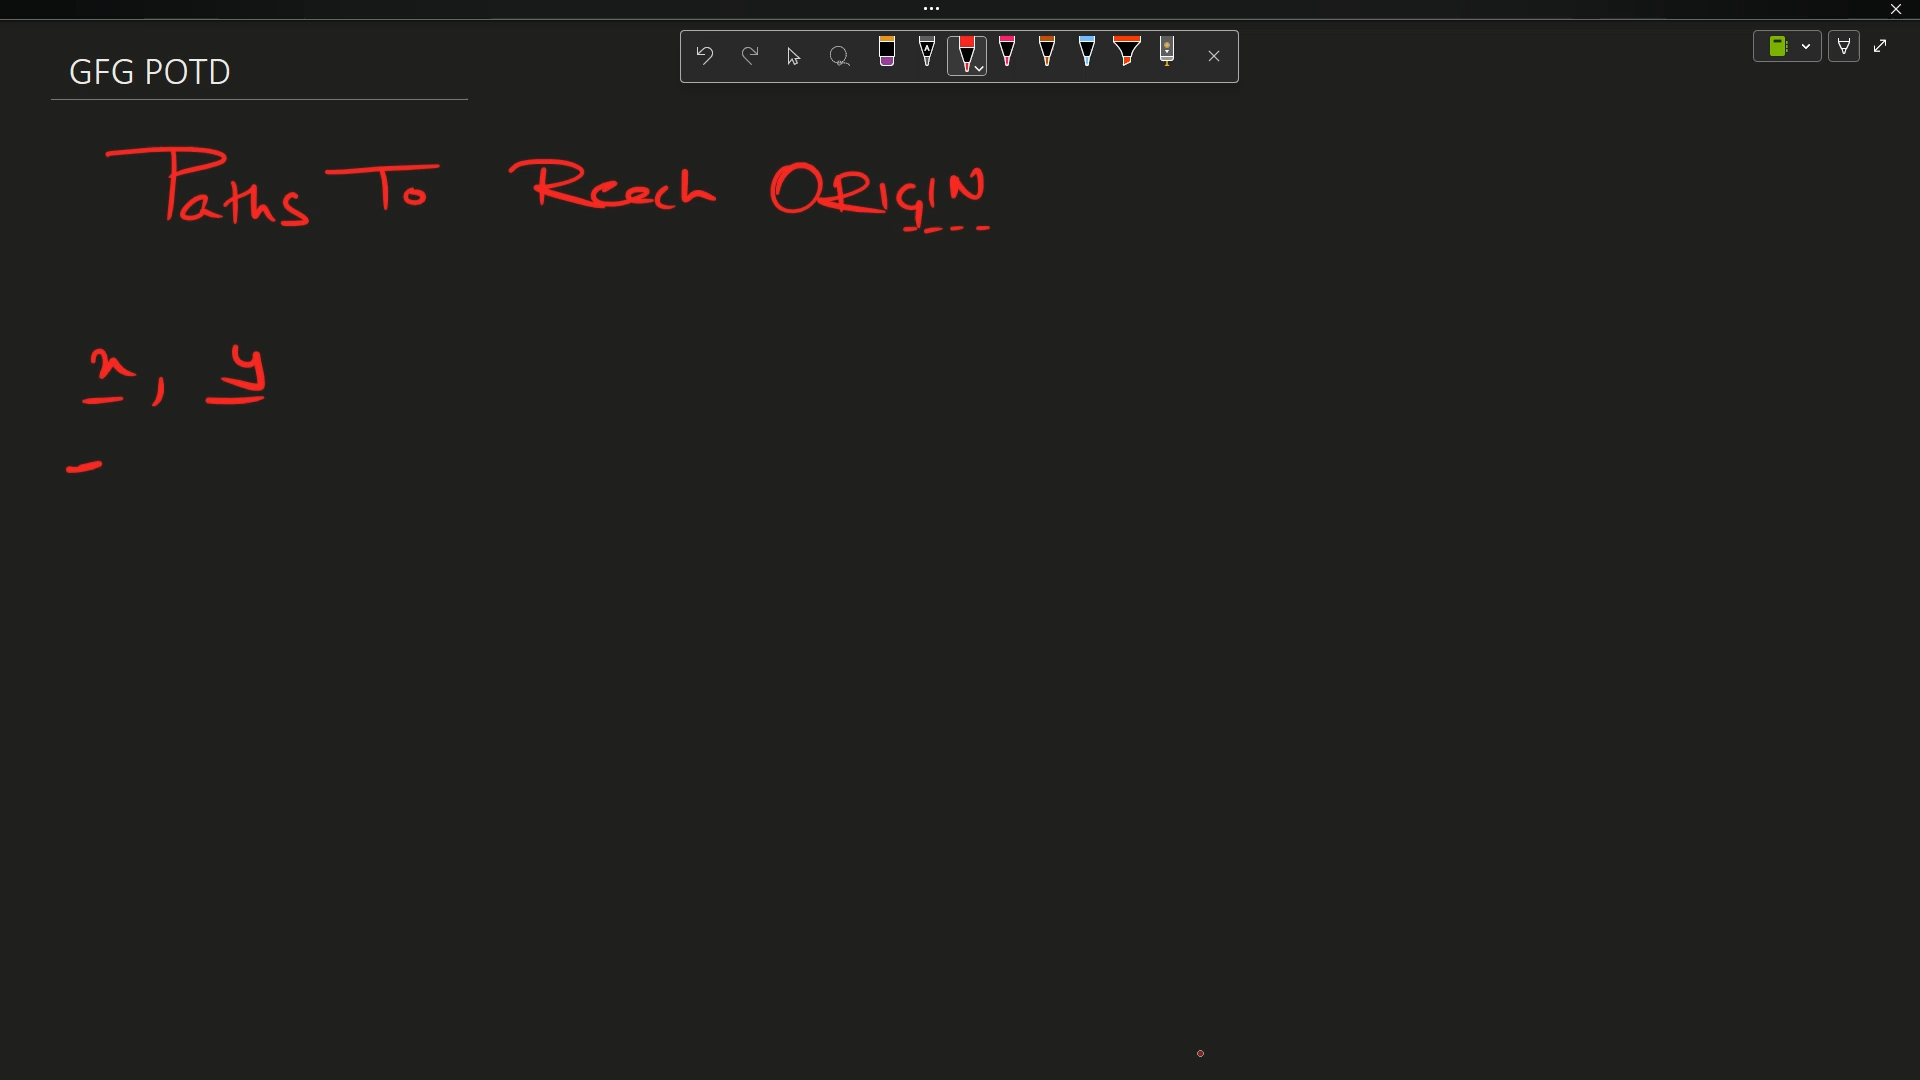 GFG POTD
Paths To Reach ORIGIN
x, y